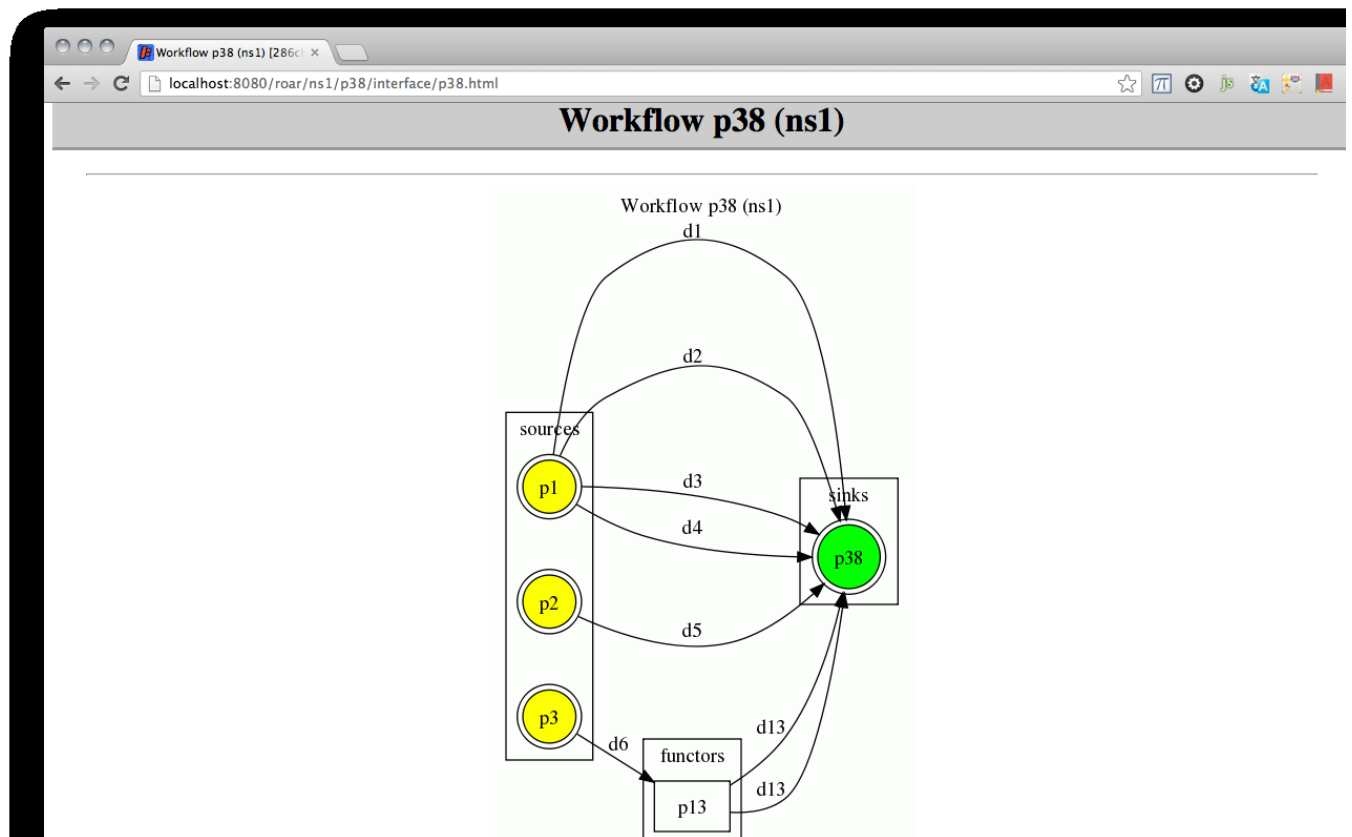 Workflow p38 (ns1) [286c
localhost:8080/roar/ns1/p38/interface/p38.html
js
Workflow p38 (ns1)
Workflow p38 (ns1)
d1
d2
sources
p1
d3
sinks
d4
p38
p2
d5
p3
d6
d13
functors
d13
p13